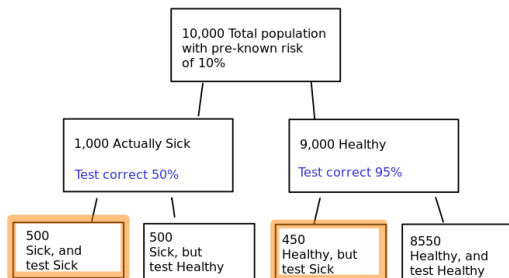 10,000 Total population
with pre-known risk
of 10%
1,000 Actually Sick
Test correct 50%
9,000 Healthy
Test correct 95%
500
Sick, and
test Sick
500
Sick, but
test Healthy
450
Healthy, but
test Sick
8550
Healthy, and
test Healthy